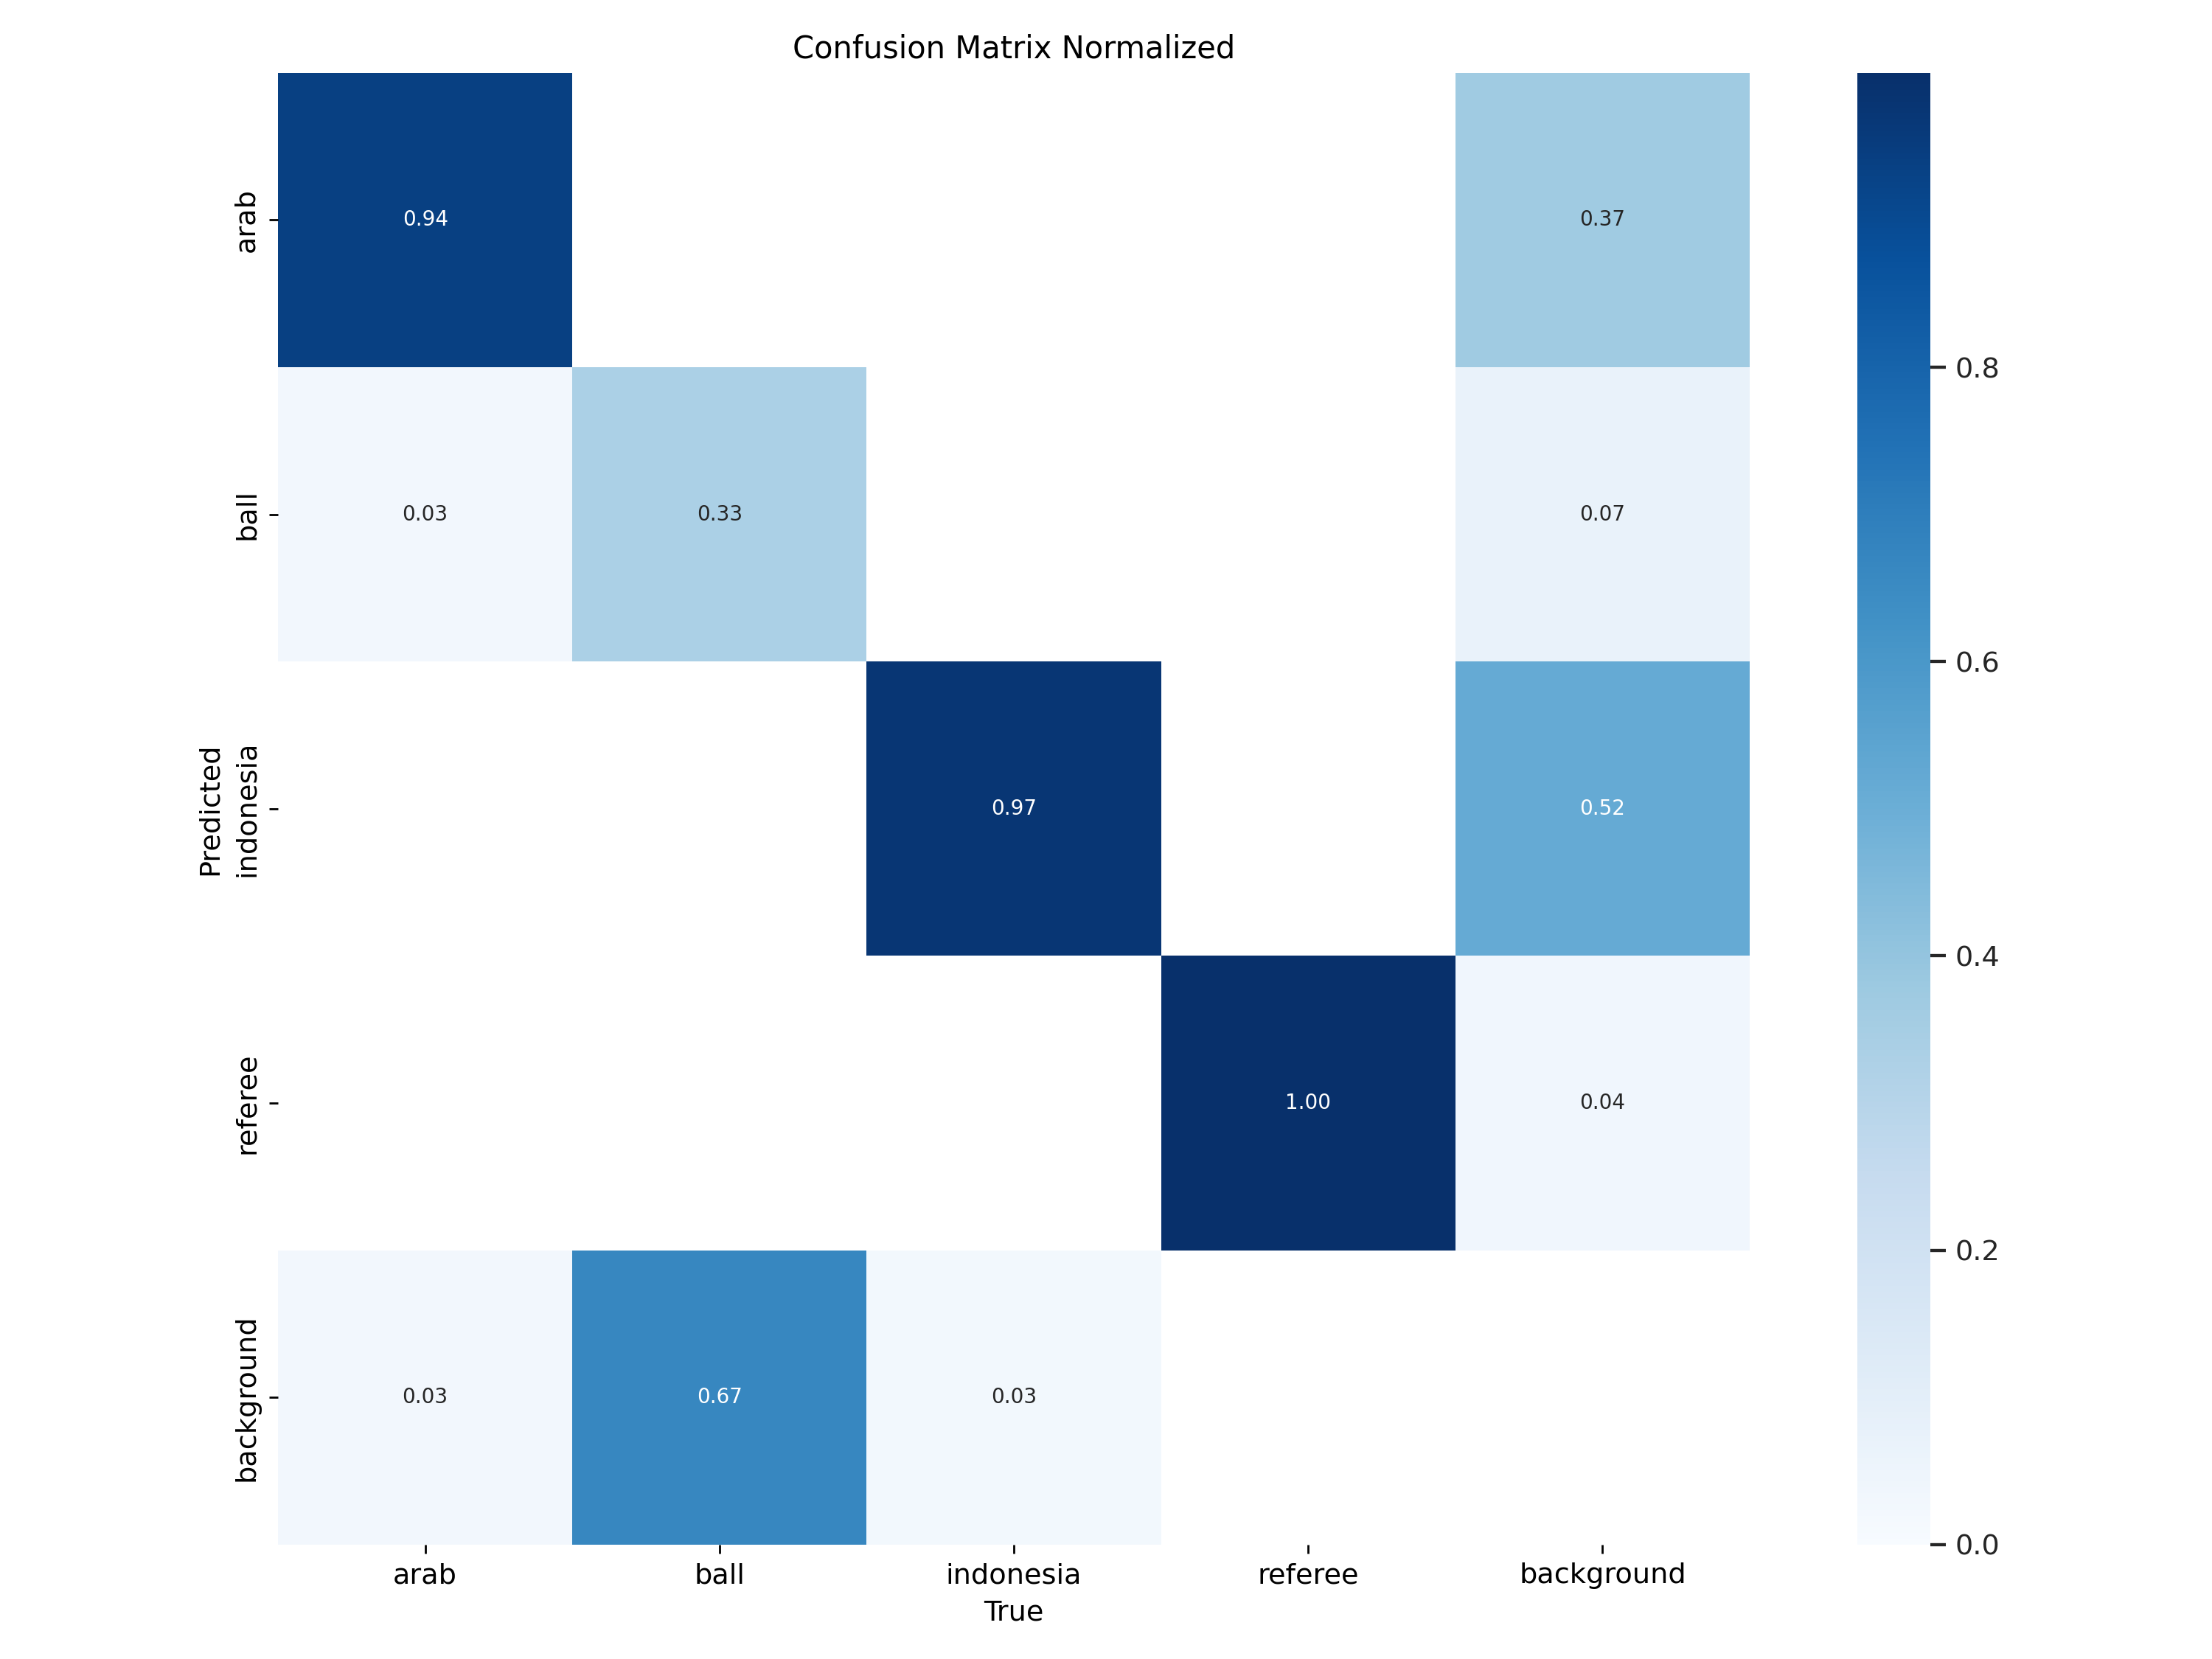 Confusion Matrix Normalized
arab
0.94
0.37
ball
0.03
0.33
0.07
0.8
0.6
Predicted
indonesia
0.97
0.52
0.4
referee
1.00
0.04
0.2
background
0.03
0.67
0.03
0.0
arab
ball
indonesia
referee
background
True